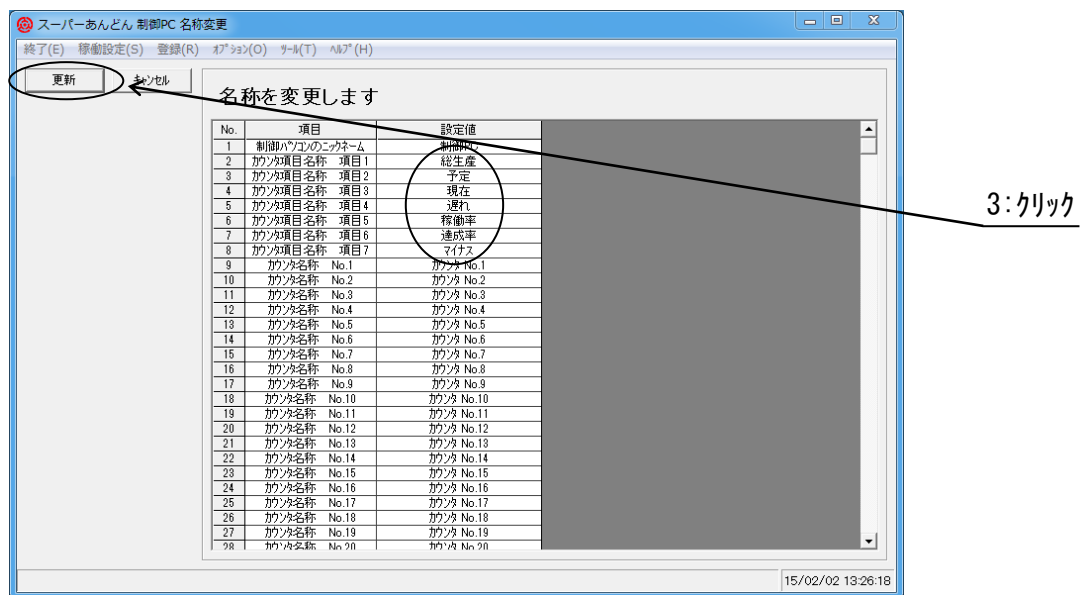 スーパーあんどん 制御PC 名称変更
終了(E) 稼働設定(S) 登録(R) ｵﾌﾟｼｮﾝ(O) ﾂｰﾙ(T) ﾍﾙﾌﾟ(H)
更新 ｷｬﾝｾﾙ
名称を変更します
No. 項目 設定値
1 制御ﾊﾟｿｺﾝのﾆｯｸﾈｰﾑ 制御PC
2 ｶｳﾝﾀ項目名称 項目1 総生産
3 ｶｳﾝﾀ項目名称 項目2 予定
4 ｶｳﾝﾀ項目名称 項目3 現在
5 ｶｳﾝﾀ項目名称 項目4 遅れ
6 ｶｳﾝﾀ項目名称 項目5 稼働率
7 ｶｳﾝﾀ項目名称 項目6 達成率
8 ｶｳﾝﾀ項目名称 項目7 ﾏｲﾅｽ
9 ｶｳﾝﾀ名称 No.1 ｶｳﾝﾀ No.1
10 ｶｳﾝﾀ名称 No.2 ｶｳﾝﾀ No.2
11 ｶｳﾝﾀ名称 No.3 ｶｳﾝﾀ No.3
12 ｶｳﾝﾀ名称 No.4 ｶｳﾝﾀ No.4
13 ｶｳﾝﾀ名称 No.5 ｶｳﾝﾀ No.5
14 ｶｳﾝﾀ名称 No.6 ｶｳﾝﾀ No.6
15 ｶｳﾝﾀ名称 No.7 ｶｳﾝﾀ No.7
16 ｶｳﾝﾀ名称 No.8 ｶｳﾝﾀ No.8
17 ｶｳﾝﾀ名称 No.9 ｶｳﾝﾀ No.9
18 ｶｳﾝﾀ名称 No.10 ｶｳﾝﾀ No.10
19 ｶｳﾝﾀ名称 No.11 ｶｳﾝﾀ No.11
20 ｶｳﾝﾀ名称 No.12 ｶｳﾝﾀ No.12
21 ｶｳﾝﾀ名称 No.13 ｶｳﾝﾀ No.13
22 ｶｳﾝﾀ名称 No.14 ｶｳﾝﾀ No.14
23 ｶｳﾝﾀ名称 No.15 ｶｳﾝﾀ No.15
24 ｶｳﾝﾀ名称 No.16 ｶｳﾝﾀ No.16
25 ｶｳﾝﾀ名称 No.17 ｶｳﾝﾀ No.17
26 ｶｳﾝﾀ名称 No.18 ｶｳﾝﾀ No.18
27 ｶｳﾝﾀ名称 No.19 ｶｳﾝﾀ No.19
28 ｶｳﾝﾀ名称 No.20 ｶｳﾝﾀ No.20
3:ｸﾘｯｸ
15/02/02 13:26:18